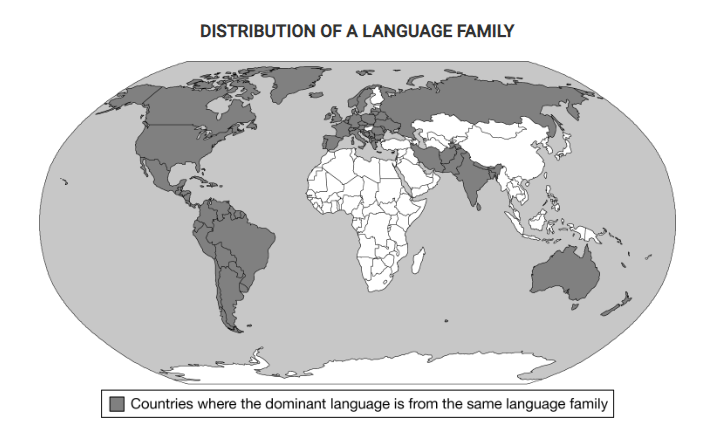 DISTRIBUTION OF A LANGUAGE FAMILY
Countries where the dominant language is from the same language family